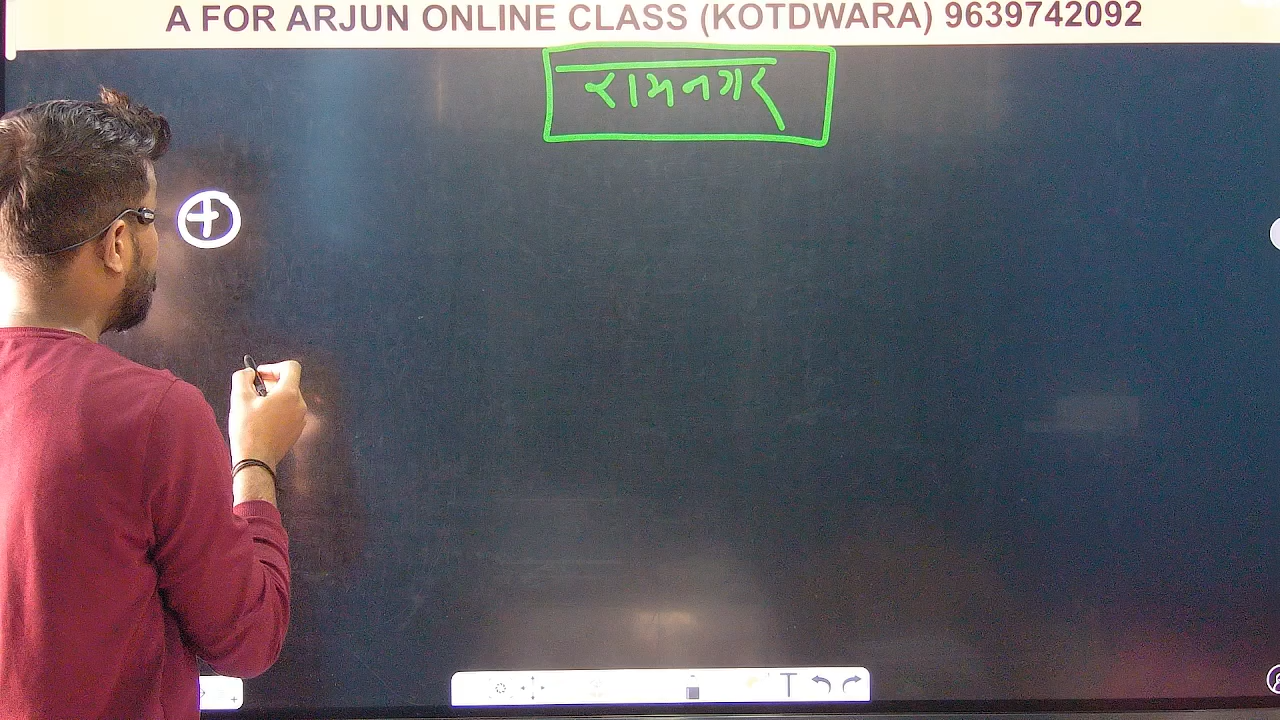 A FOR ARJUN ONLINE CLASS (KOTDWARA) 9639742092
रामनगर
+
T